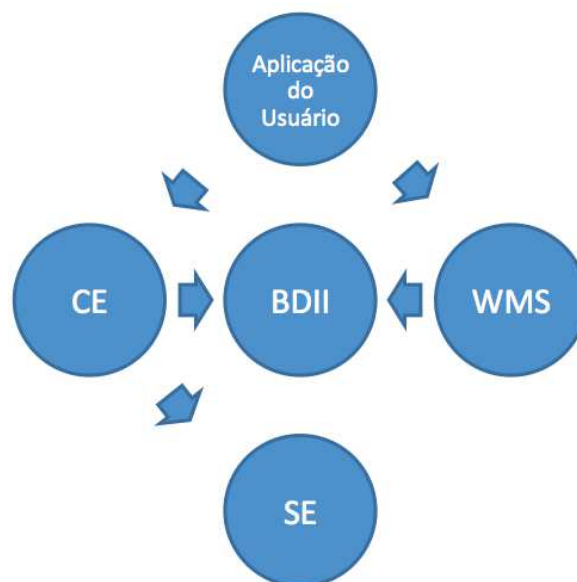 Aplicação
do
Usuário
CE
BDII
WMS
SE